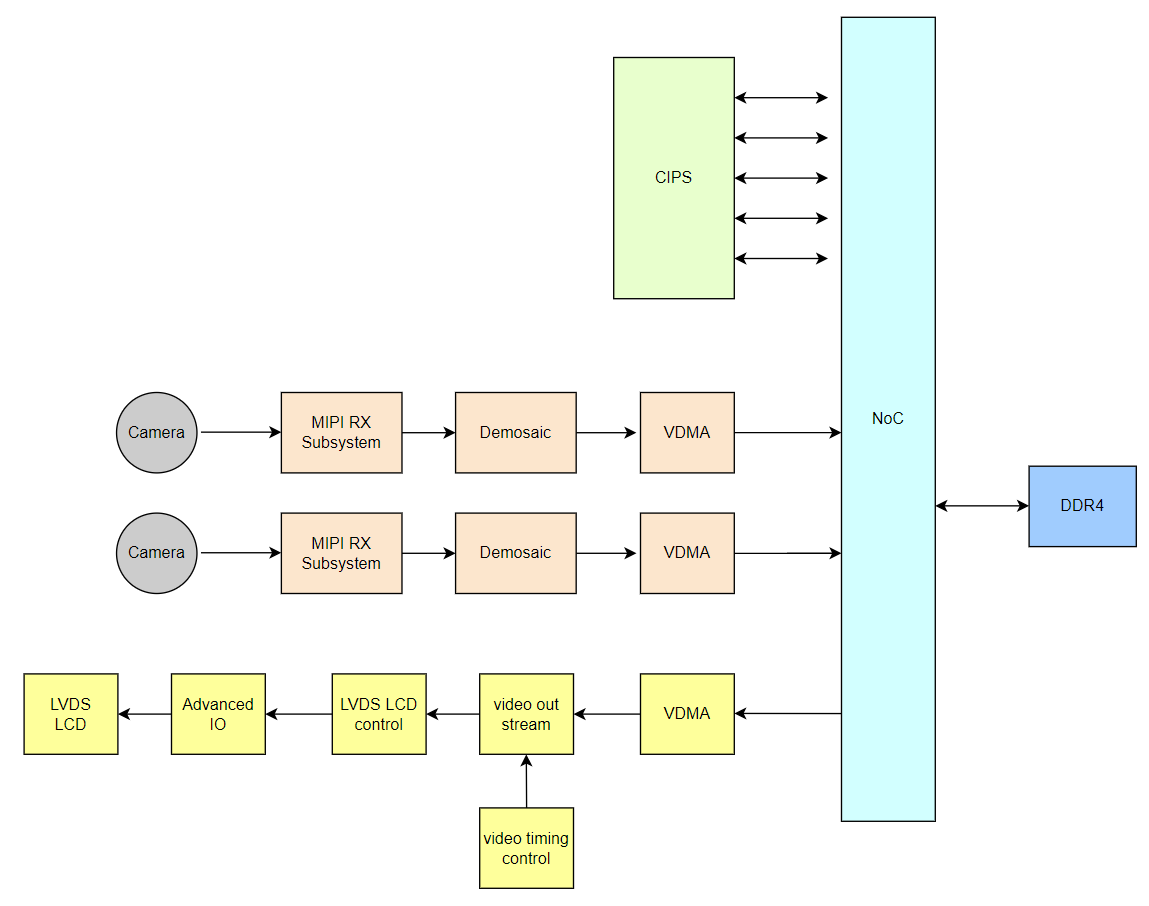 CIPS
NoC
Camera
MIPI RX
Subsystem
Demosaic
VDMA
DDR4
Camera
MIPI RX
Subsystem
Demosaic
VDMA
LVDS
LCD
Advanced
IO
LVDS LCD
control
video out
stream
VDMA
video timing
control